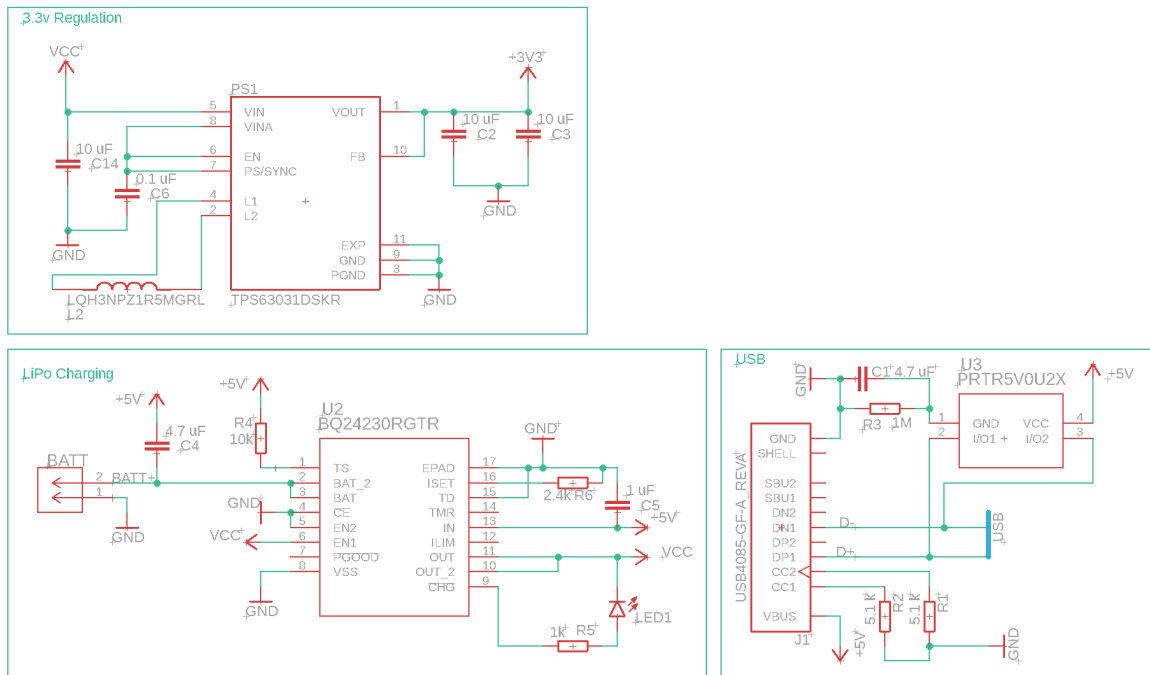 3.3v Regulation
VCC
+3V3
PS1
5 VIN VOUT 1
8 VINA
10 uF
C2
10 uF
C3
10 uF
C14
6 EN FB 10
7 PS/SYNC
0.1 uF
C6
4 L1
2 L2
GND
GND
EXP 11
GND 9
PGND 3
LQH3NPZ1R5MGRL
L2
TPS63031DSKR
GND
LiPo Charging
+5V
+5V
U2
BQ24230RGTR
R4
10k
4.7 uF
C4
GND
BATT
2 BATT+
1
GND
1 TS EPAD 17
2 BAT_2 ISET 16
3 BAT TD 15
4 CE TMR 14
5 EN2 IN 13
6 EN1 ILIM 12
7 PGOOD OUT 11
8 VSS OUT_2 10
CHG 9
GND
VCC
GND
2.4k R6
1 uF
C5
+5V
VCC
LED1
1k R5
USB
GND
C1 4.7 uF
R3 1M
U3
PRTR5V0U2X
+5V
1 GND VCC 4
2 I/O1 I/O2 3
USB4085-GF-A_REVA
GND
SHELL
SBU2
SBU1
DN2
DN1 D-
DP2
DP1 D+
CC2
CC1
VBUS
J1
USB
5.1 K R2
5.1 K R1
+5V
GND